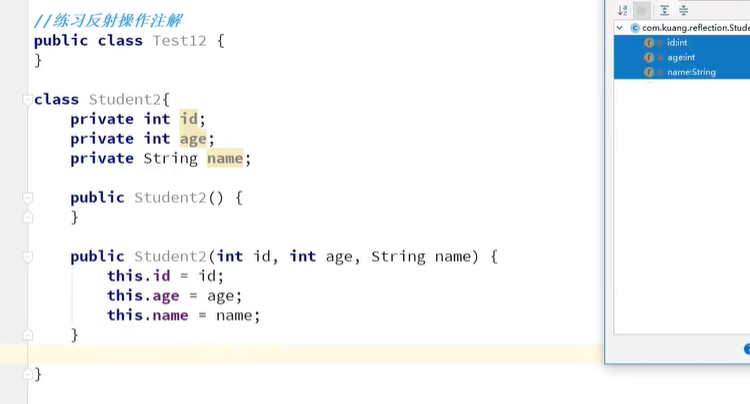 //练习反射操作注解
public class Test12 {
}
class Student2{
private int id;
private int age;
private String name;
public Student2() {
}
public Student2(int id, int age, String name) {
this.id = id;
this.age = age;
this.name = name;
}
}
com.kuang.reflection.Stude
id:int
age:int
name:String